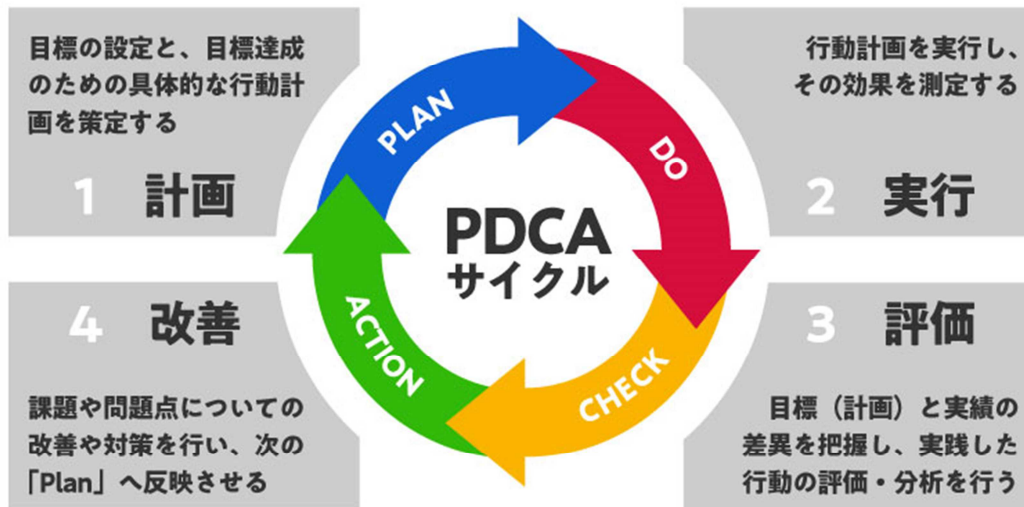 目標の設定と、目標達成
のための具体的な行動計
画を策定する
1 計画
行動計画を実行し、
その効果を測定する
2 実行
PLAN
DO
PDCA
サイクル
CHECK
ACTION
4 改善
課題や問題点についての
改善や対策を行い、次の
「Plan」へ反映させる
3 評価
目標（計画）と実績の
差異を把握し、実践した
行動の評価・分析を行う